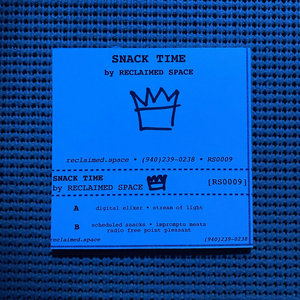 SNACK TIME
by RECLAIMED SPACE
reclaimed.space • (940)239-0238 • RS0009
SNACK TIME
by RECLAIMED SPACE
[RS0009]
A digital elixer • stream of light
B scheduled snacks • impromptu meats
radio free point pleasant
reclaimed.space (940)239-0238